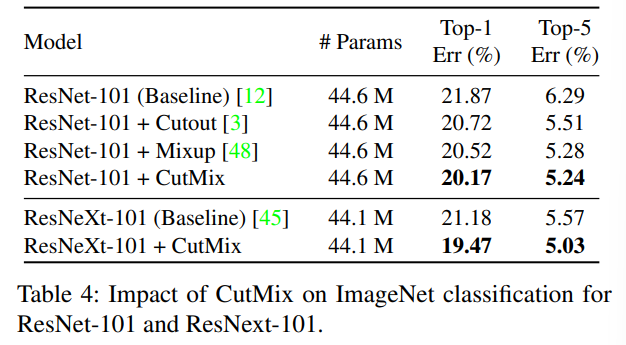 Model # Params Top-1 Err (%) Top-5 Err (%)
ResNet-101 (Baseline) [12] 44.6 M 21.87 6.29
ResNet-101 + Cutout [3] 44.6 M 20.72 5.51
ResNet-101 + Mixup [48] 44.6 M 20.52 5.28
ResNet-101 + CutMix 44.6 M 20.17 5.24
ResNeXt-101 (Baseline) [45] 44.1 M 21.18 5.57
ResNeXt-101 + CutMix 44.1 M 19.47 5.03
Table 4: Impact of CutMix on ImageNet classification for
ResNet-101 and ResNext-101.